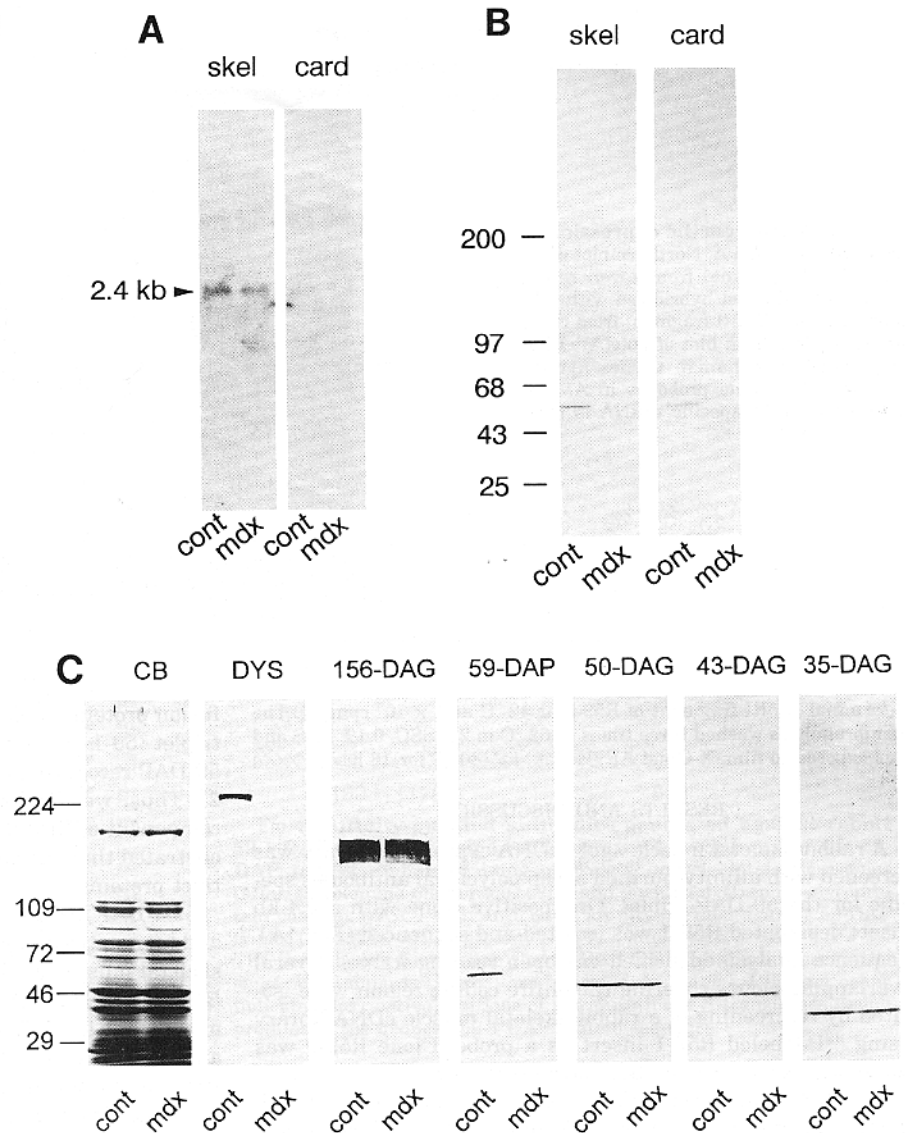 A
B
skel card
skel card
200
2.4 kb
97
68
43
25
cont mdx cont mdx
cont mdx cont mdx
C
CB DYS 156-DAG 59-DAP 50-DAG 43-DAG 35-DAG
224
109
72
46
29
cont mdx cont mdx cont mdx cont mdx cont mdx cont mdx cont mdx